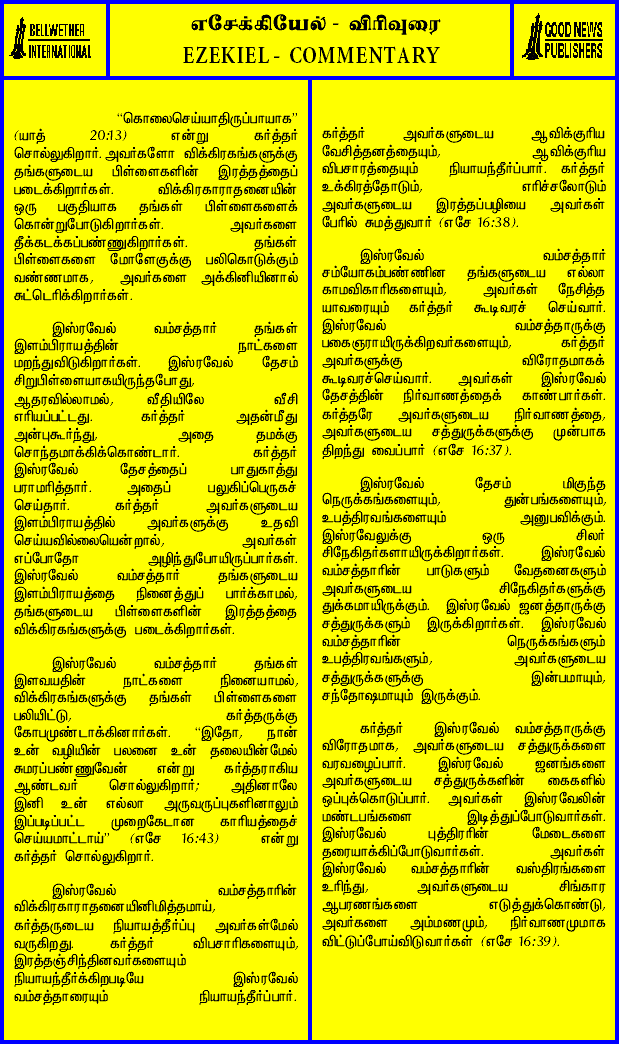 BELLWETHER
INTERNATIONAL
எசேக்கியேல் - விரிவுரை
EZEKIEL - COMMENTARY
GOOD NEWS
PUBLISHERS
“கொலைசெய்யாதிருப்பாயாக”
(யாத் 20:13) என்று கர்த்தர்
சொல்லுகிறார். அவர்களோ விக்கிரகங்களுக்கு
தங்களுடைய பிள்ளைகளின் இரத்தத்தைப்
படைக்கிறார்கள். விக்கிரகாராதனையின்
ஒரு பகுதியாக தங்கள் பிள்ளைகளைக்
கொன்றுபோடுகிறார்கள். அவர்களை
தீக்கடக்கப்பண்ணுகிறார்கள். தங்கள்
பிள்ளைகளை மோளேகுக்கு பலிகொடுக்கும்
வண்ணமாக, அவர்களை அக்கினியினால்
சுட்டெரிக்கிறார்கள்.
இஸ்ரவேல் வம்சத்தார் தங்கள்
இளம்பிராயத்தின் நாட்களை
மறந்துவிடுகிறார்கள். இஸ்ரவேல் தேசம்
சிறுபிள்ளையாகயிருந்தபோது,
ஆதரவில்லாமல், வீதியிலே வீசி
எரியப்பட்டது. கர்த்தர் அதன்மீது
அன்புகூர்ந்து, அதை தமக்கு
சொந்தமாக்கிக்கொண்டார். கர்த்தர்
இஸ்ரவேல் தேசத்தைப் பாதுகாத்து
பராமரித்தார். அதைப் பலுகிப்பெருகச்
செய்தார். கர்த்தர் அவர்களுடைய
இளம்பிராயத்தில் அவர்களுக்கு உதவி
செய்யவில்லையென்றால், அவர்கள்
எப்போதோ அழிந்துபோயிருப்பார்கள்.
இஸ்ரவேல் வம்சத்தார் தங்களுடைய
இளம்பிராயத்தை நினைத்துப் பார்க்காமல்,
தங்களுடைய பிள்ளைகளின் இரத்தத்தை
விக்கிரகங்களுக்கு படைக்கிறார்கள்.
இஸ்ரவேல் வம்சத்தார் தங்கள்
இளவயதின் நாட்களை நினையாமல்,
விக்கிரகங்களுக்கு தங்கள் பிள்ளைகளை
பலியிட்டு, கர்த்தருக்கு
கோபமுண்டாக்கினார்கள். “இதோ, நான்
உன் வழியின் பலனை உன் தலையின்மேல்
சுமரப்பண்ணுவேன் என்று கர்த்தராகிய
ஆண்டவர் சொல்லுகிறார்; அதினாலே
இனி உன் எல்லா அருவருப்புகளினாலும்
இப்படிப்பட்ட முறைகேடான காரியத்தைச்
செய்யமாட்டாய்” (எசே 16:43) என்று
கர்த்தர் சொல்லுகிறார்.
இஸ்ரவேல் வம்சத்தாரின்
விக்கிரகாராதனையினிமித்தமாய்,
கர்த்தருடைய நியாயத்தீர்ப்பு அவர்கள்மேல்
வருகிறது. கர்த்தர் விபசாரிகளையும்,
இரத்தஞ்சிந்தினவர்களையும்
நியாயந்தீர்க்கிறபடியே இஸ்ரவேல்
வம்சத்தாரையும் நியாயந்தீர்ப்பார்.
கர்த்தர் அவர்களுடைய ஆவிக்குரிய
வேசித்தனத்தையும், ஆவிக்குரிய
விபசாரத்தையும் நியாயந்தீர்ப்பார். கர்த்தர்
உக்கிரத்தோடும், எரிச்சலோடும்
அவர்களுடைய இரத்தப்பழியை அவர்கள்
பேரில் சுமத்துவார் (எசே 16:38).
இஸ்ரவேல் வம்சத்தார்
சம்யோகம்பண்ணின தங்களுடைய எல்லா
காமவிகாரிகளையும், அவர்கள் நேசித்த
யாவரையும் கர்த்தர் கூடிவரச் செய்வார்.
இஸ்ரவேல் வம்சத்தாருக்கு
பகைஞராயிருக்கிறவர்களையும், கர்த்தர்
அவர்களுக்கு விரோதமாகக்
கூடிவரச்செய்வார். அவர்கள் இஸ்ரவேல்
தேசத்தின் நிர்வாணத்தைக் காண்பார்கள்.
கர்த்தரே அவர்களுடைய நிர்வாணத்தை,
அவர்களுடைய சத்துருக்களுக்கு முன்பாக
திறந்து வைப்பார் (எசே 16:37).
இஸ்ரவேல் தேசம் மிகுந்த
நெருக்கங்களையும், துன்பங்களையும்,
உபத்திரவங்களையும் அனுபவிக்கும்.
இஸ்ரவேலுக்கு ஒரு சிலர்
சிநேகிதர்களாயிருக்கிறார்கள். இஸ்ரவேல்
வம்சத்தாரின் பாடுகளும் வேதனைகளும்
அவர்களுடைய சிநேகிதர்களுக்கு
துக்கமாயிருக்கும். இஸ்ரவேல் ஜனத்தாருக்கு
சத்துருக்களும் இருக்கிறார்கள். இஸ்ரவேல்
வம்சத்தாரின் நெருக்கங்களும்
உபத்திரவங்களும், அவர்களுடைய
சத்துருக்களுக்கு இன்பமாயும்,
சந்தோஷமாயும் இருக்கும்.
கர்த்தர் இஸ்ரவேல் வம்சத்தாருக்கு
விரோதமாக, அவர்களுடைய சத்துருக்களை
வரவழைப்பார். இஸ்ரவேல் ஜனங்களை
அவர்களுடைய சத்துருக்களின் கைகளில்
ஒப்புக்கொடுப்பார். அவர்கள் இஸ்ரவேலின்
மண்டபங்களை இடித்துப்போடுவார்கள்.
இஸ்ரவேல் புத்திரரின் மேடைகளை
தரையாக்கிப்போடுவார்கள். அவர்கள்
இஸ்ரவேல் வம்சத்தாரின் வஸ்திரங்களை
உரிந்து, அவர்களுடைய சிங்கார
ஆபரணங்களை எடுத்துக்கொண்டு,
அவர்களை அம்மணமும், நிர்வாணமுமாக
விட்டுப்போய்விடுவார்கள் (எசே 16:39).